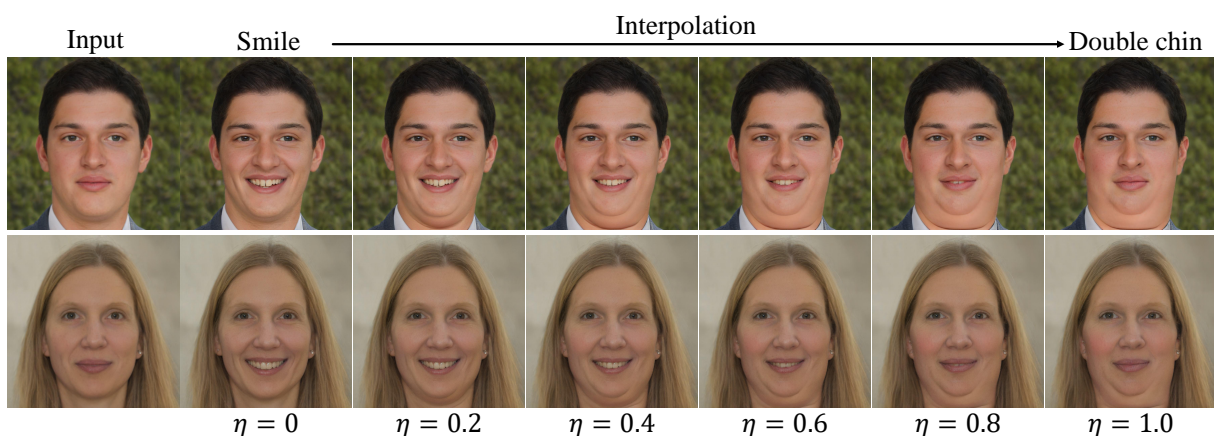 Input Smile Interpolation Double chin
η = 0 η = 0.2 η = 0.4 η = 0.6 η = 0.8 η = 1.0